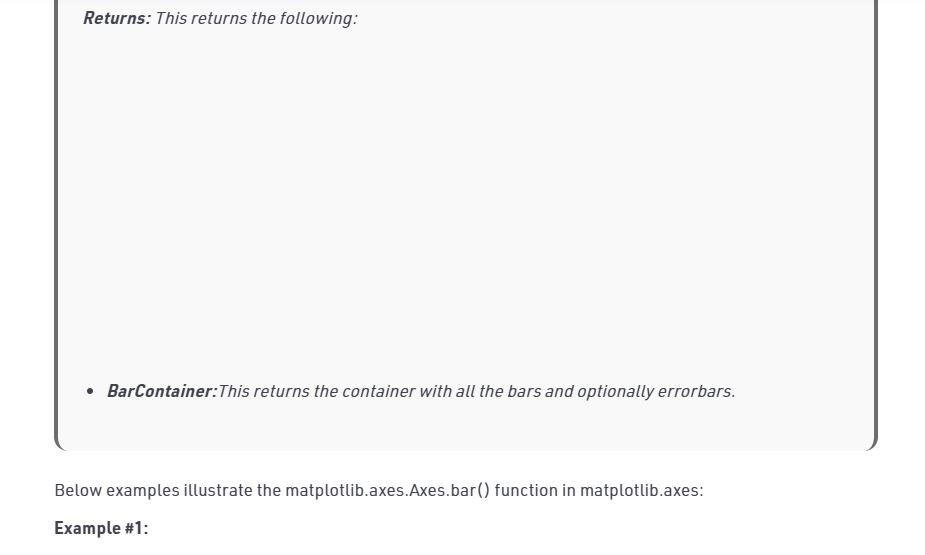 Returns: This returns the following:
• BarContainer:This returns the container with all the bars and optionally errorbars.
Below examples illustrate the matplotlib.axes.Axes.bar() function in matplotlib.axes:
Example #1: